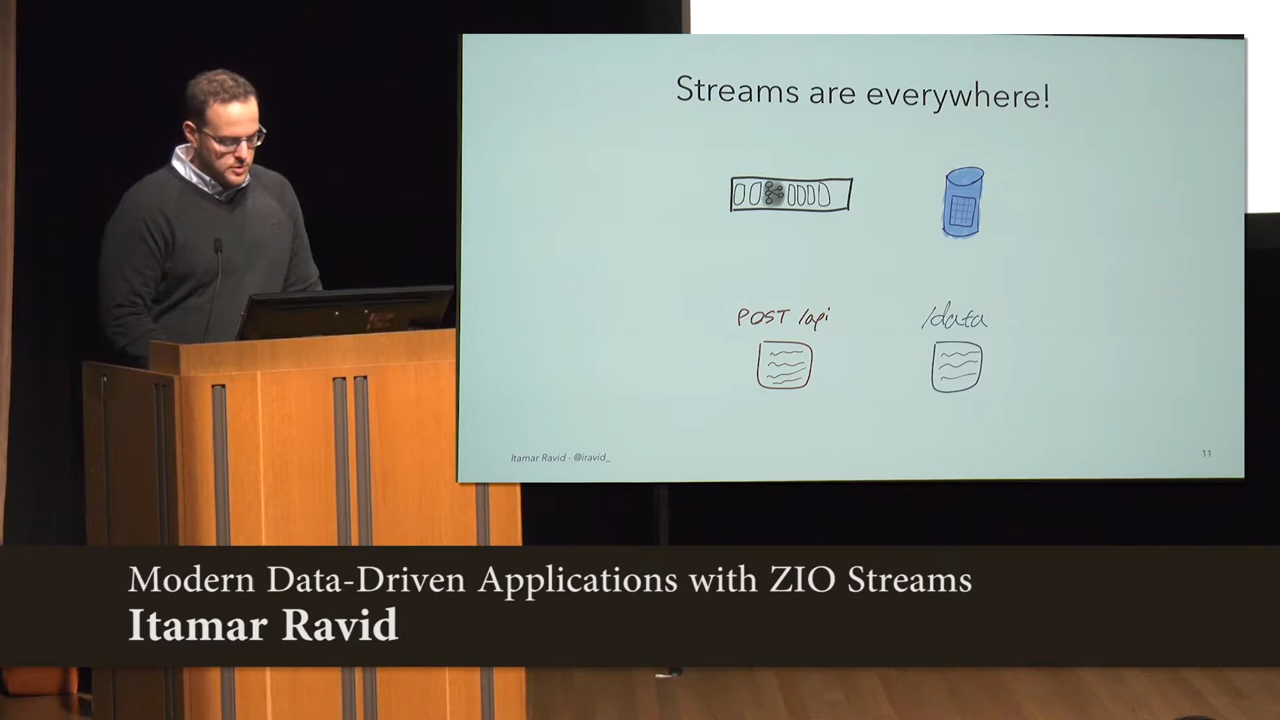 Streams are everywhere!
POST /api
/data
Itamar Ravid - @iravid_
11
Modern Data-Driven Applications with ZIO Streams
Itamar Ravid